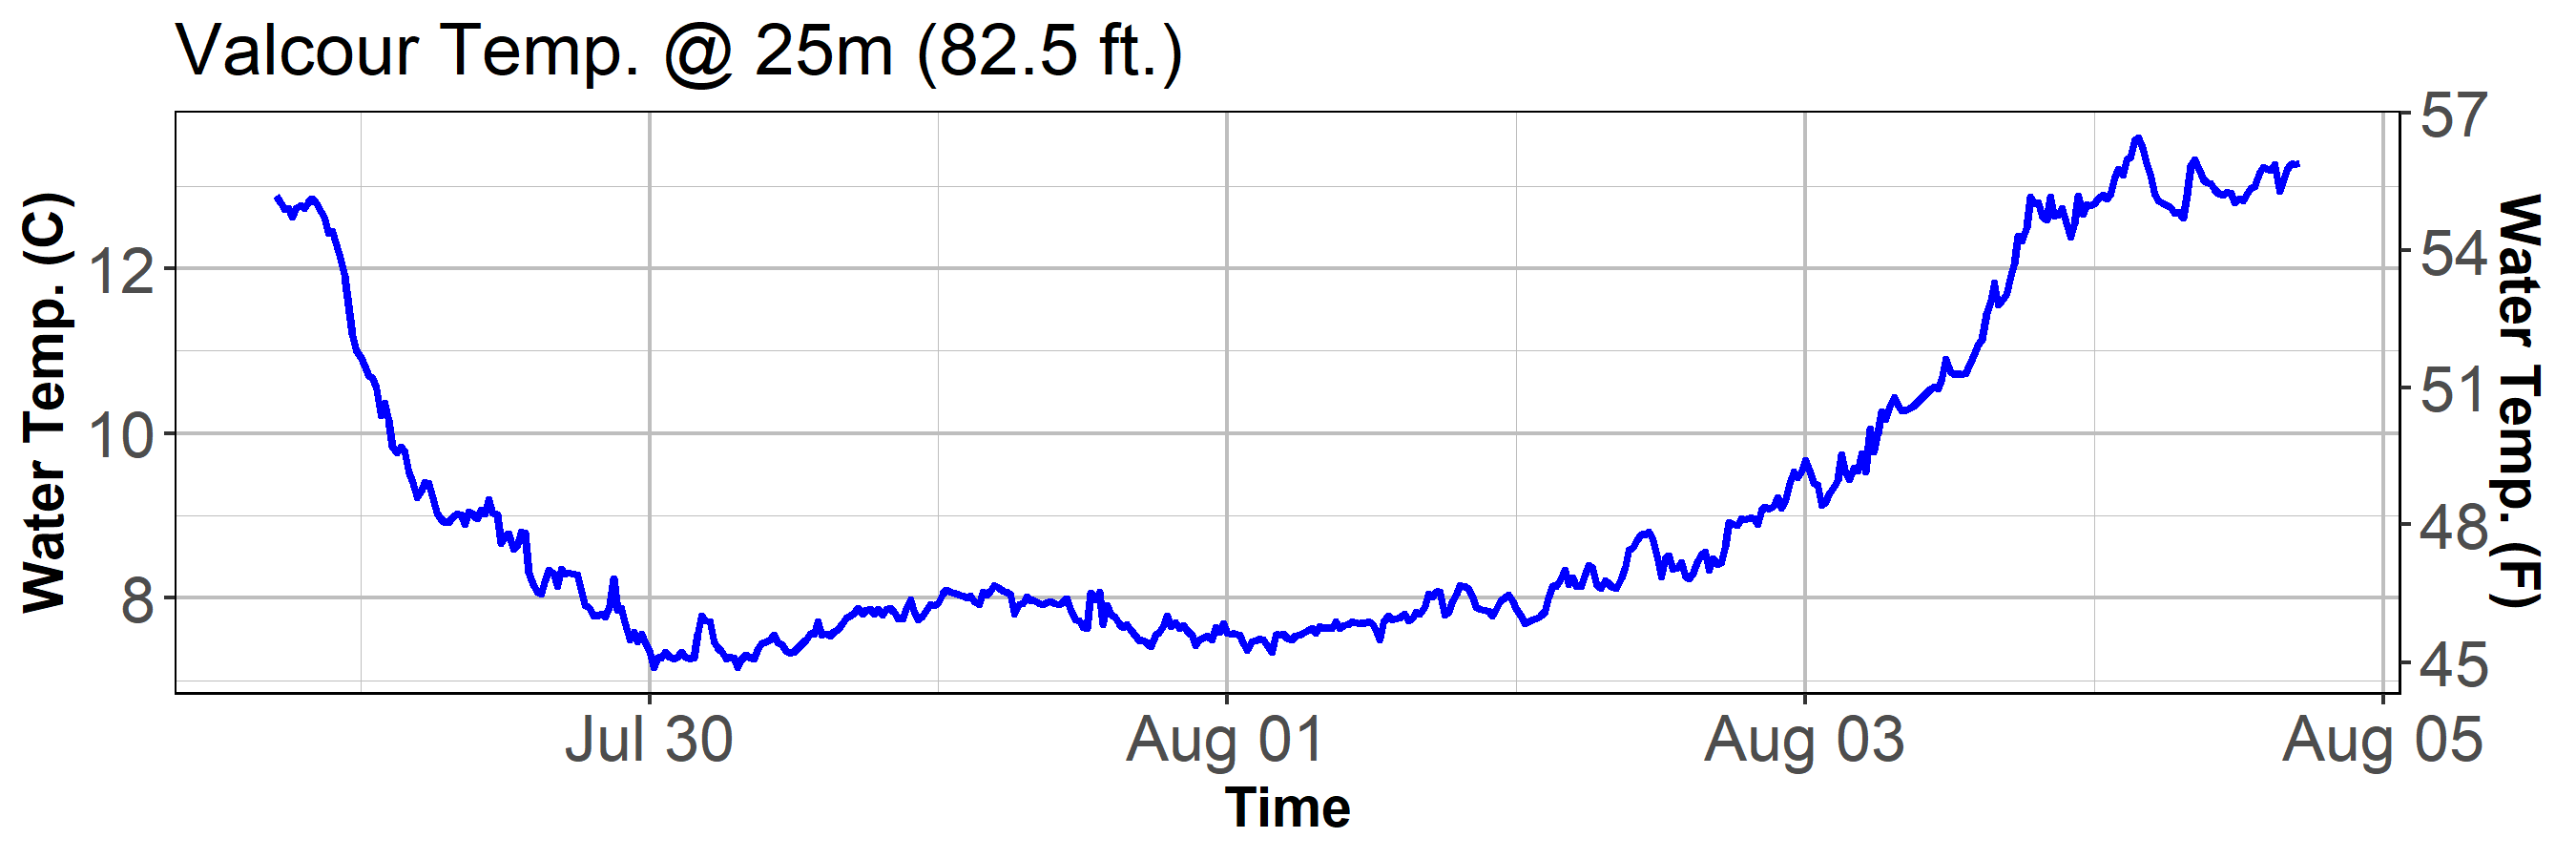 Valcour Temp. @ 25m (82.5 ft.)
Water Temp. (C)
12
10
8
57
54
51
48
45
Water Temp. (F)
Jul 30
Aug 01
Aug 03
Aug 05
Time